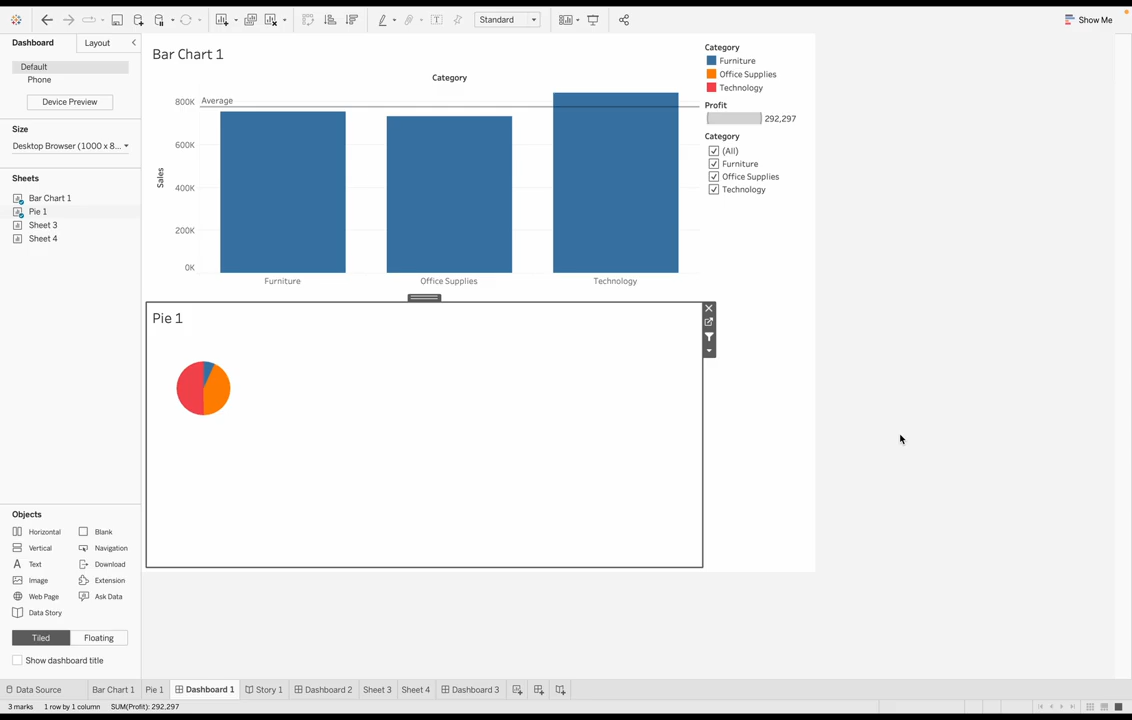 Standard
Show Me
Dashboard
Layout
Default
Phone
Device Preview
Size
Desktop Browser (1000 x 8...
Sheets
Bar Chart 1
Pie 1
Sheet 3
Sheet 4
Objects
Horizontal
Blank
Vertical
Navigation
A Text
Download
Image
Extension
Web Page
Ask Data
Data Story
Tiled
Floating
Show dashboard title
Bar Chart 1
Category
Average
800K
600K
400K
200K
0K
Sales
Furniture
Office Supplies
Technology
Category
Furniture
Office Supplies
Technology
Profit
292,297
Category
(All)
Furniture
Office Supplies
Technology
Pie 1
Data Source
Bar Chart 1
Pie 1
Dashboard 1
Story 1
Dashboard 2
Sheet 3
Sheet 4
Dashboard 3
3 marks
1 row by 1 column
SUM(Profit): 292,297